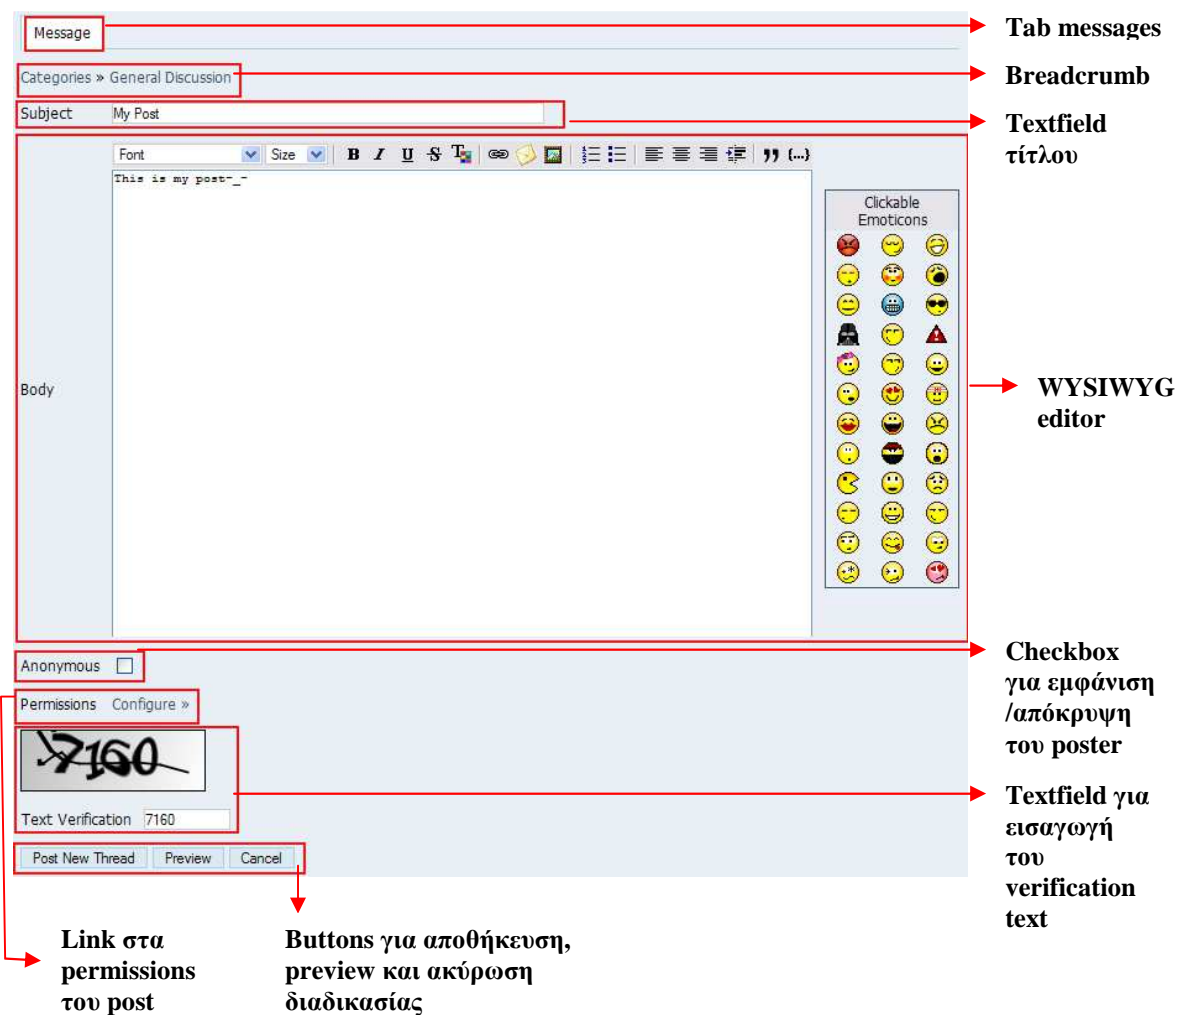 Message
Tab messages
Categories » General Discussion
Breadcrumb
Subject My Post
Textfield
τίτλου
Font Size B I U S T (...)
This is my post-_-
Clickable
Emoticons
Body
WYSIWYG
editor
Anonymous
Checkbox
για εμφάνιση
/απόκρυψη
του poster
Permissions Configure »
7160
Text Verification 7160
Textfield για
εισαγωγή
του
verification
text
Post New Thread Preview Cancel
Link στα
permissions
του post
Buttons για αποθήκευση,
preview και ακύρωση
διαδικασίας